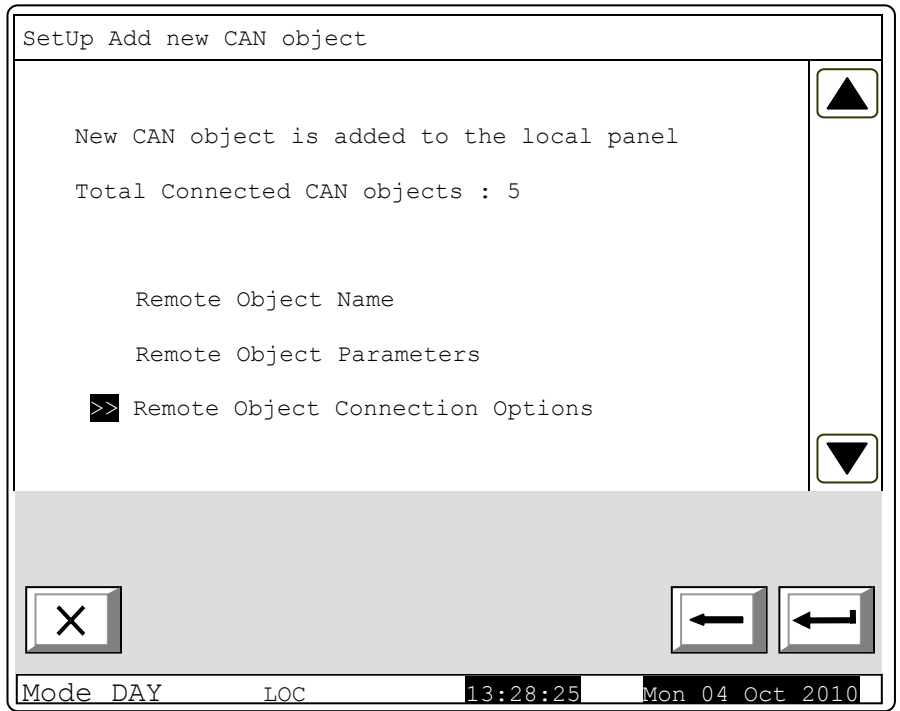 SetUp Add new CAN object
New CAN object is added to the local panel
Total Connected CAN objects : 5
Remote Object Name
Remote Object Parameters
>> Remote Object Connection Options
Mode DAY LOC 13:28:25 Mon 04 Oct 2010